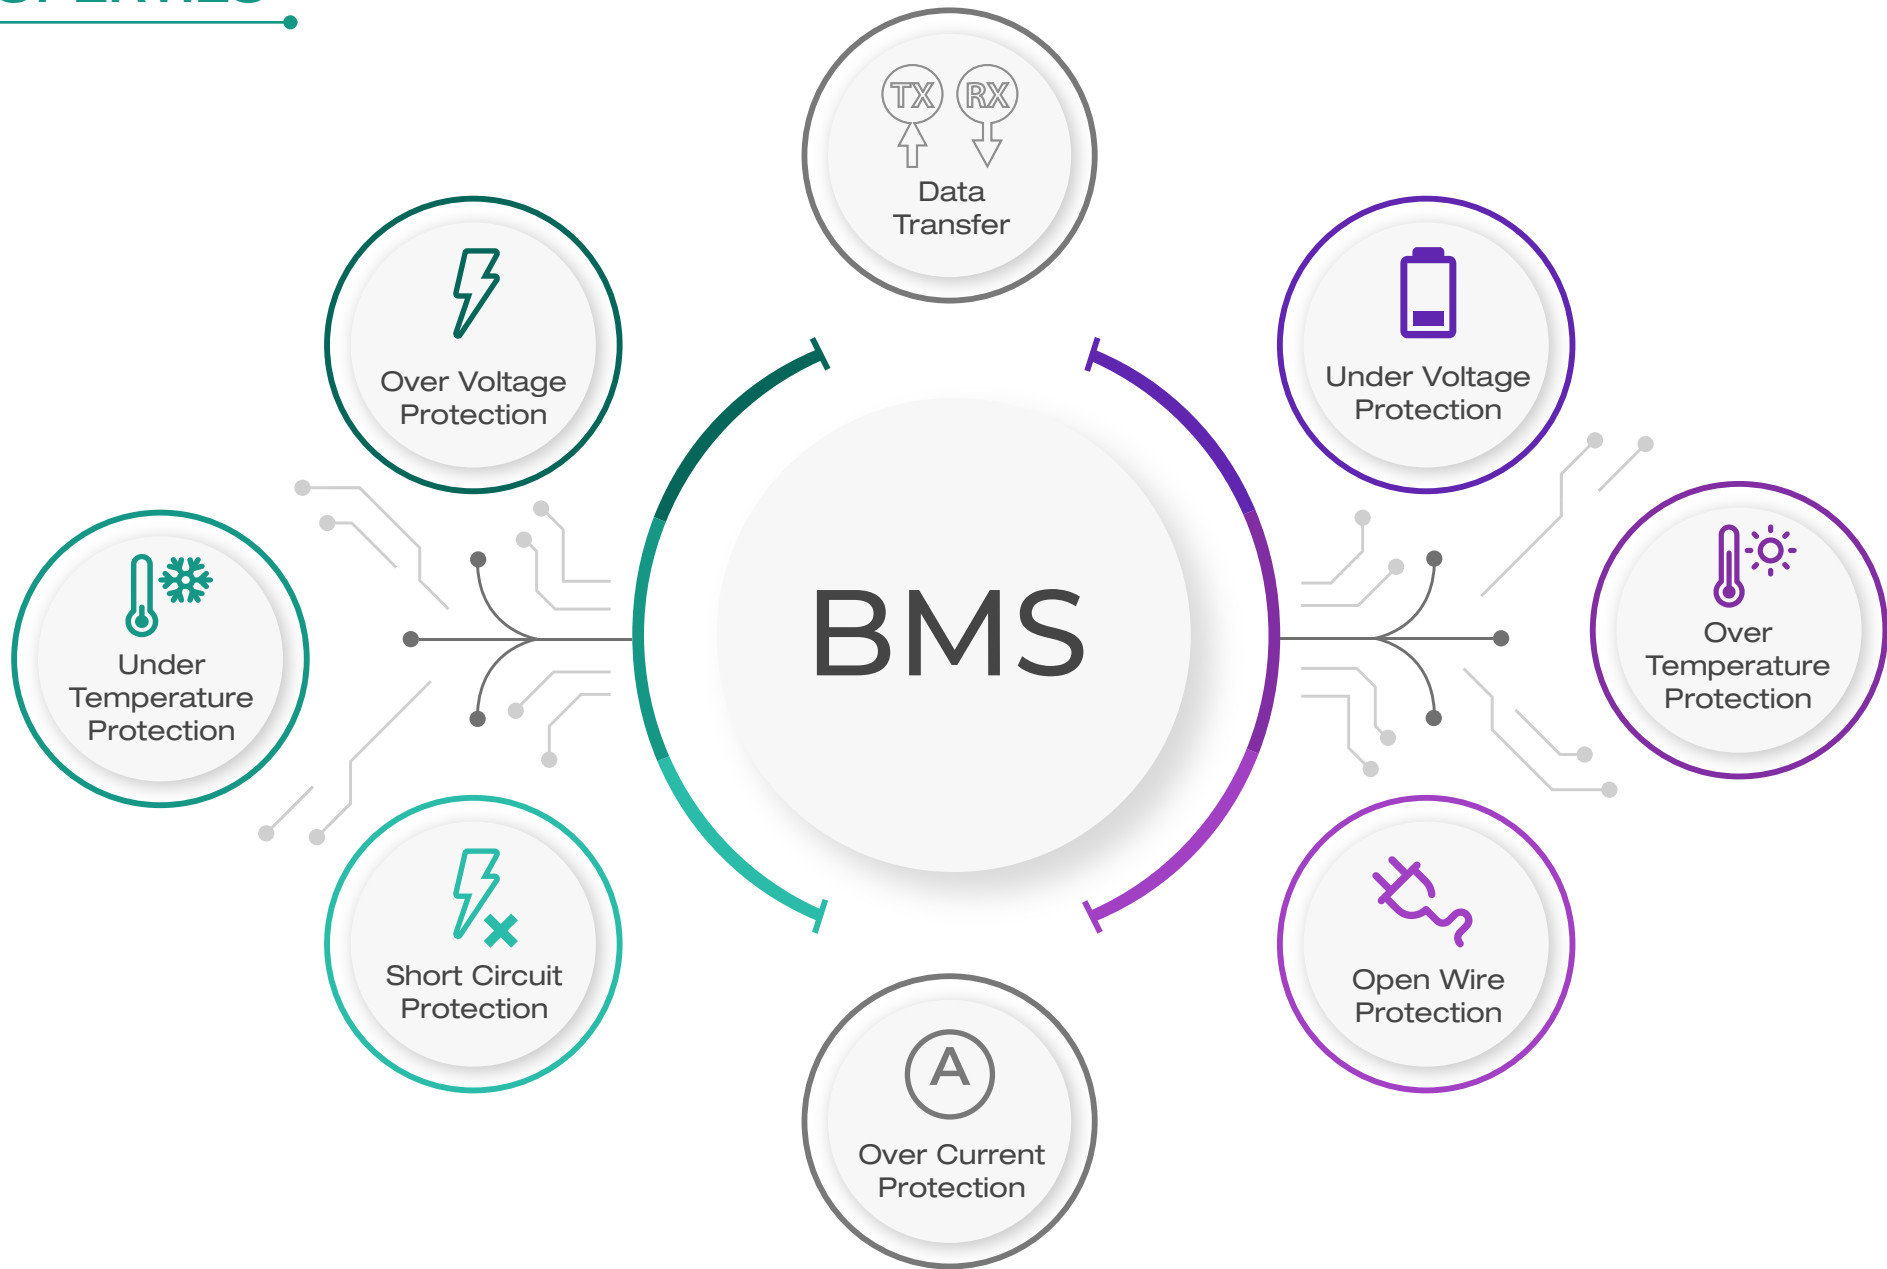 TX RX
Data
Transfer
Over Voltage
Protection
Under Voltage
Protection
Under
Temperature
Protection
BMS
Over
Temperature
Protection
Short Circuit
Protection
Open Wire
Protection
A
Over Current
Protection